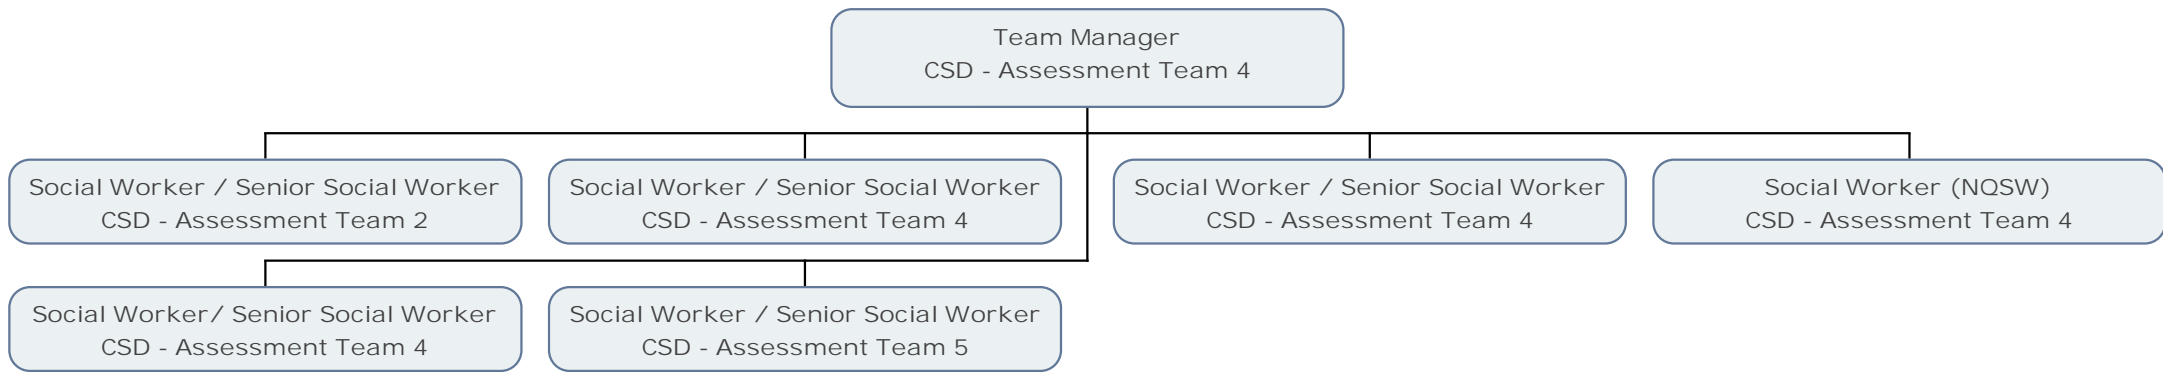 Team Manager
CSD - Assessment Team 4
Social Worker / Senior Social Worker
CSD - Assessment Team 2
Social Worker / Senior Social Worker
CSD - Assessment Team 4
Social Worker / Senior Social Worker
CSD - Assessment Team 4
Social Worker (NQSW)
CSD - Assessment Team 4
Social Worker/ Senior Social Worker
CSD - Assessment Team 4
Social Worker / Senior Social Worker
CSD - Assessment Team 5